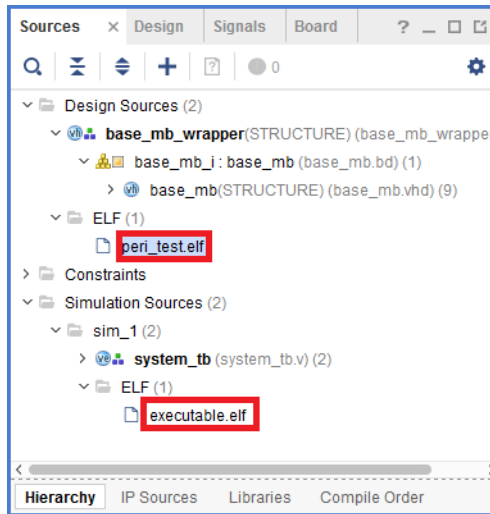 Sources × Design Signals Board ? _ □
0
Design Sources (2)
base_mb_wrapper(STRUCTURE) (base_mb_wrappe
base_mb_i : base_mb (base_mb.bd) (1)
base_mb(STRUCTURE) (base_mb.vhd) (9)
ELF (1)
peri_test.elf
Constraints
Simulation Sources (2)
sim_1 (2)
system_tb (system_tb.v) (2)
ELF (1)
executable.elf
Hierarchy IP Sources Libraries Compile Order